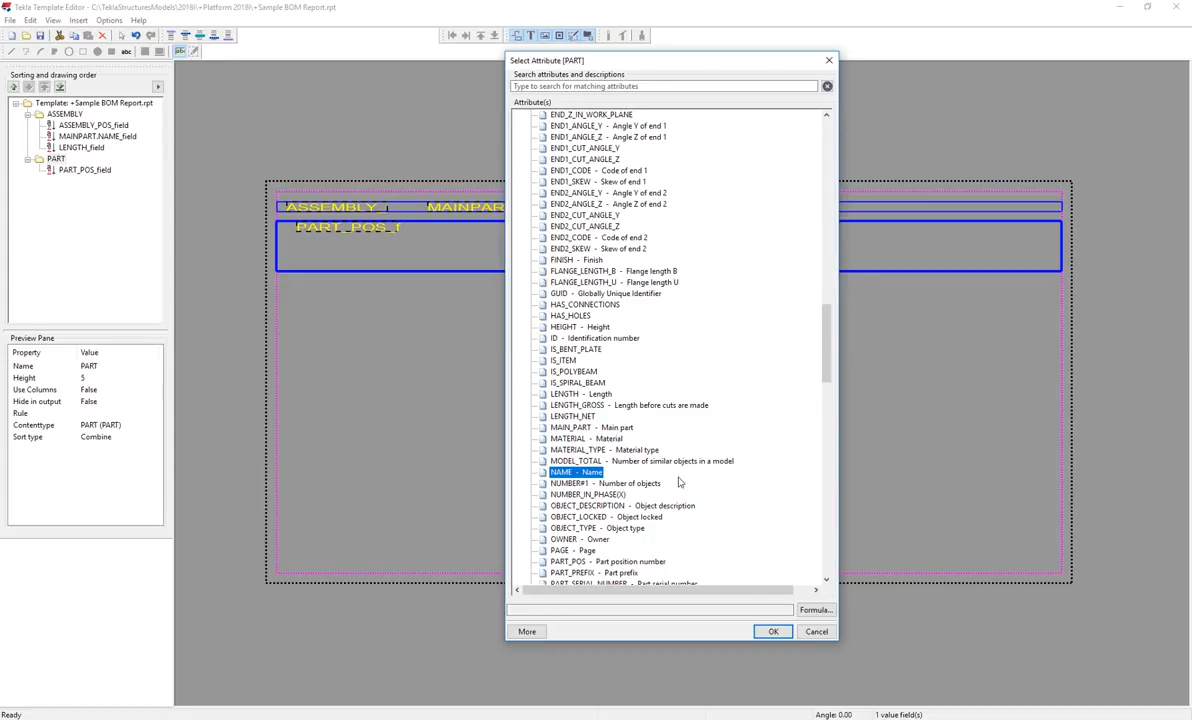 Tekla Template Editor - C:\TeklaStructuresModels\2018i\+Platform 2018i\+Sample BOM Report.rpt
File Edit View Insert Options Help
abc
Sorting and drawing order
Template: +Sample BOM Report.rpt
ASSEMBLY
ASSEMBLY_POS_field
MAINPART.NAME_field
LENGTH_field
PART
PART_POS_field
Preview Pane
Property Value
Name PART
Height 5
Use Columns False
Hide in output False
Rule
Contenttype PART (PART)
Sort type Combine
ASSEMBLY_ MAINPAR
PART_POS_f
Select Attribute [PART]
Search attributes and descriptions
Type to search for matching attributes
Attribute(s)
END_Z_IN_WORK_PLANE
END1_ANGLE_Y - Angle Y of end 1
END1_ANGLE_Z - Angle Z of end 1
END1_CUT_ANGLE_Y
END1_CUT_ANGLE_Z
END1_CODE - Code of end 1
END1_SKEW - Skew of end 1
END2_ANGLE_Y - Angle Y of end 2
END2_ANGLE_Z - Angle Z of end 2
END2_CUT_ANGLE_Y
END2_CUT_ANGLE_Z
END2_CODE - Code of end 2
END2_SKEW - Skew of end 2
FINISH - Finish
FLANGE_LENGTH_B - Flange length B
FLANGE_LENGTH_U - Flange length U
GUID - Globally Unique Identifier
HAS_CONNECTIONS
HAS_HOLES
HEIGHT - Height
ID - Identification number
IS_BENT_PLATE
IS_ITEM
IS_POLYBEAM
IS_SPIRAL_BEAM
LENGTH - Length
LENGTH_GROSS - Length before cuts are made
LENGTH_NET
MAIN_PART - Main part
MATERIAL - Material
MATERIAL_TYPE - Material type
MODEL_TOTAL - Number of similar objects in a model
NAME - Name
NUMBER#1 - Number of objects
NUMBER_IN_PHASE(X)
OBJECT_DESCRIPTION - Object description
OBJECT_LOCKED - Object locked
OBJECT_TYPE - Object type
OWNER - Owner
PAGE - Page
PART_POS - Part position number
PART_PREFIX - Part prefix
PART_SERIAL_NUMBER - Part serial number
Formula...
More OK Cancel
Ready Angle: 0.00 1 value field(s)